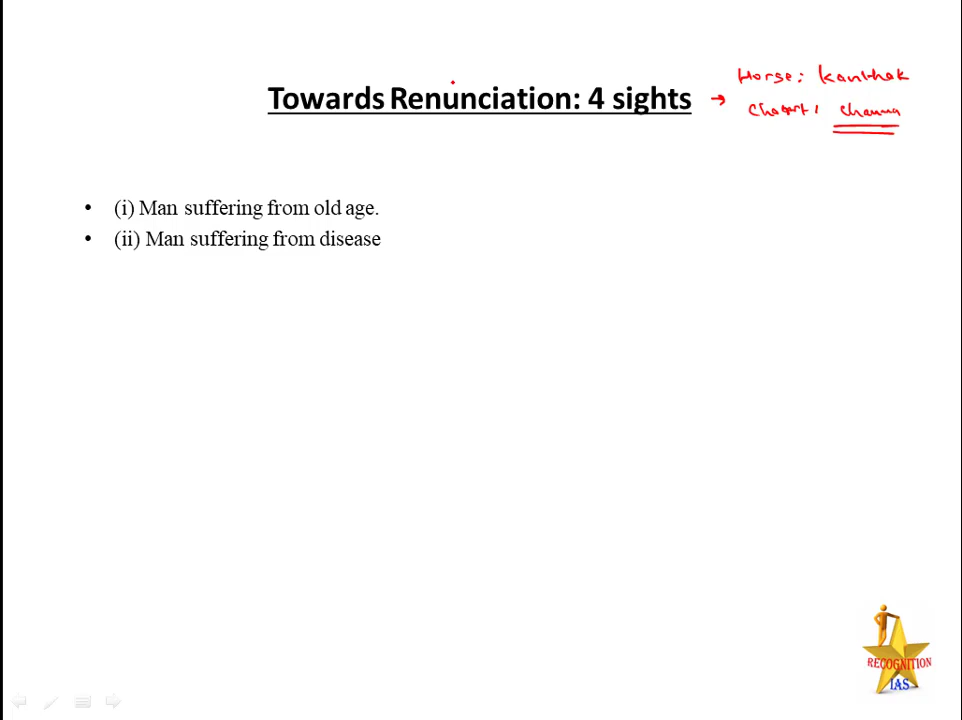 Towards Renunciation: 4 sights
→ Horse: Kanthak
Channa
• (i) Man suffering from old age.
• (ii) Man suffering from disease
RECOGNITION
IAS